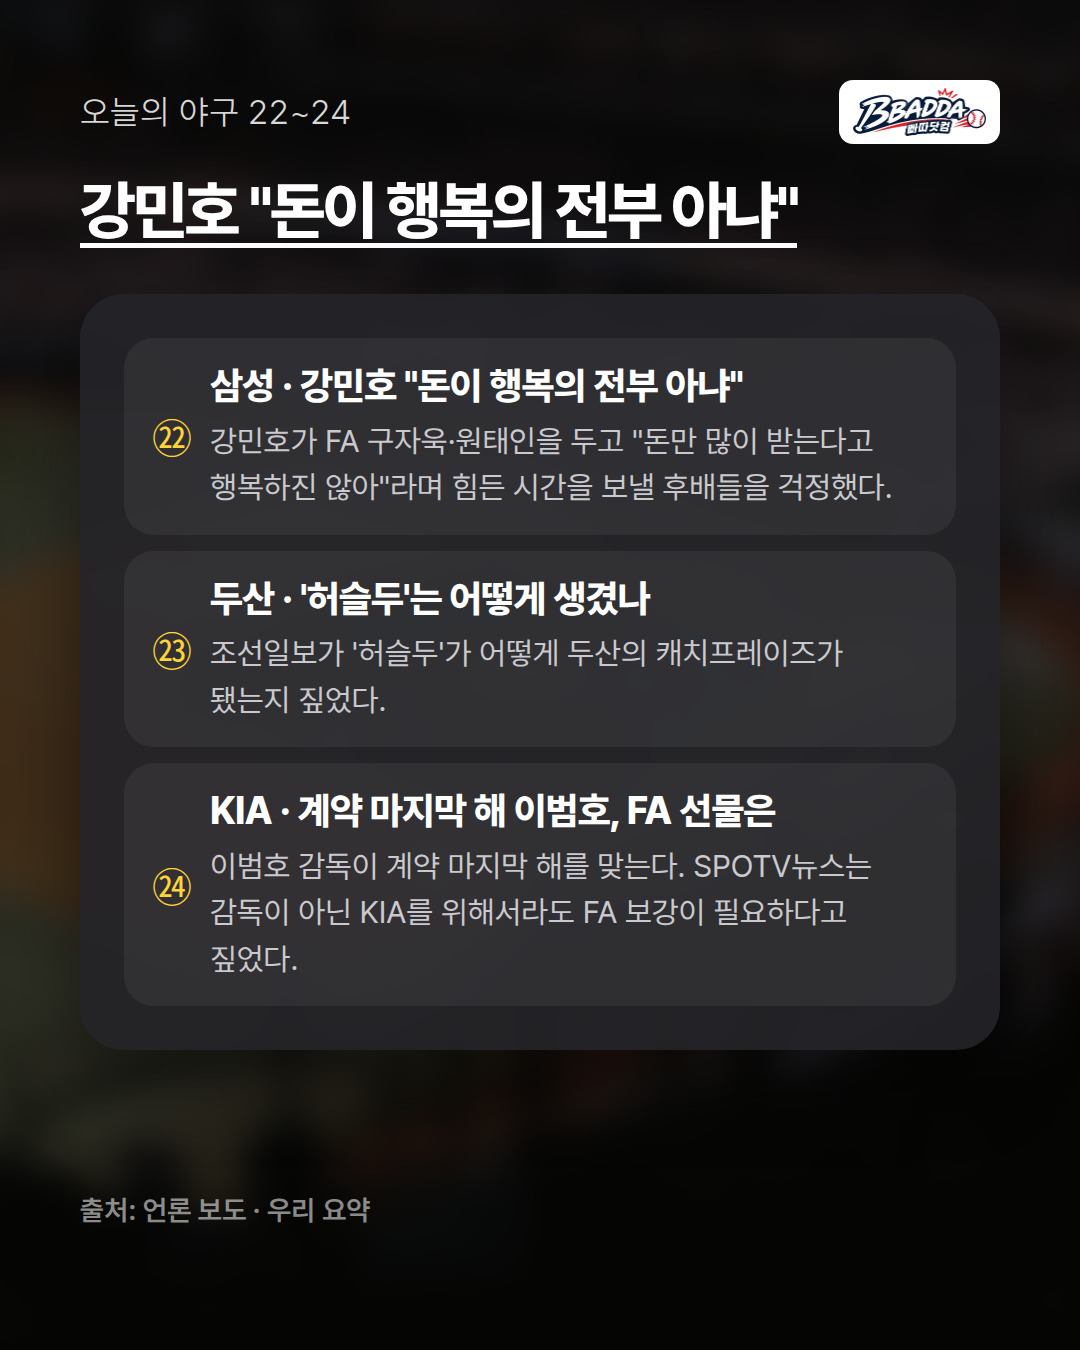 오늘의 야구 22~24
BBADDA
빠따닷컴
강민호 "돈이 행복의 전부 아냐"
삼성 · 강민호 "돈이 행복의 전부 아냐"
㉒ 강민호가 FA 구자욱·원태인을 두고 "돈만 많이 받는다고
행복하진 않아"라며 힘든 시간을 보낼 후배들을 걱정했다.
두산 · '허슬두'는 어떻게 생겼나
㉓ 조선일보가 '허슬두'가 어떻게 두산의 캐치프레이즈가
됐는지 짚었다.
KIA · 계약 마지막 해 이범호, FA 선물은
이범호 감독이 계약 마지막 해를 맞는다. SPOTV뉴스는
㉔ 감독이 아닌 KIA를 위해서라도 FA 보강이 필요하다고
짚었다.
출처: 언론 보도 · 우리 요약